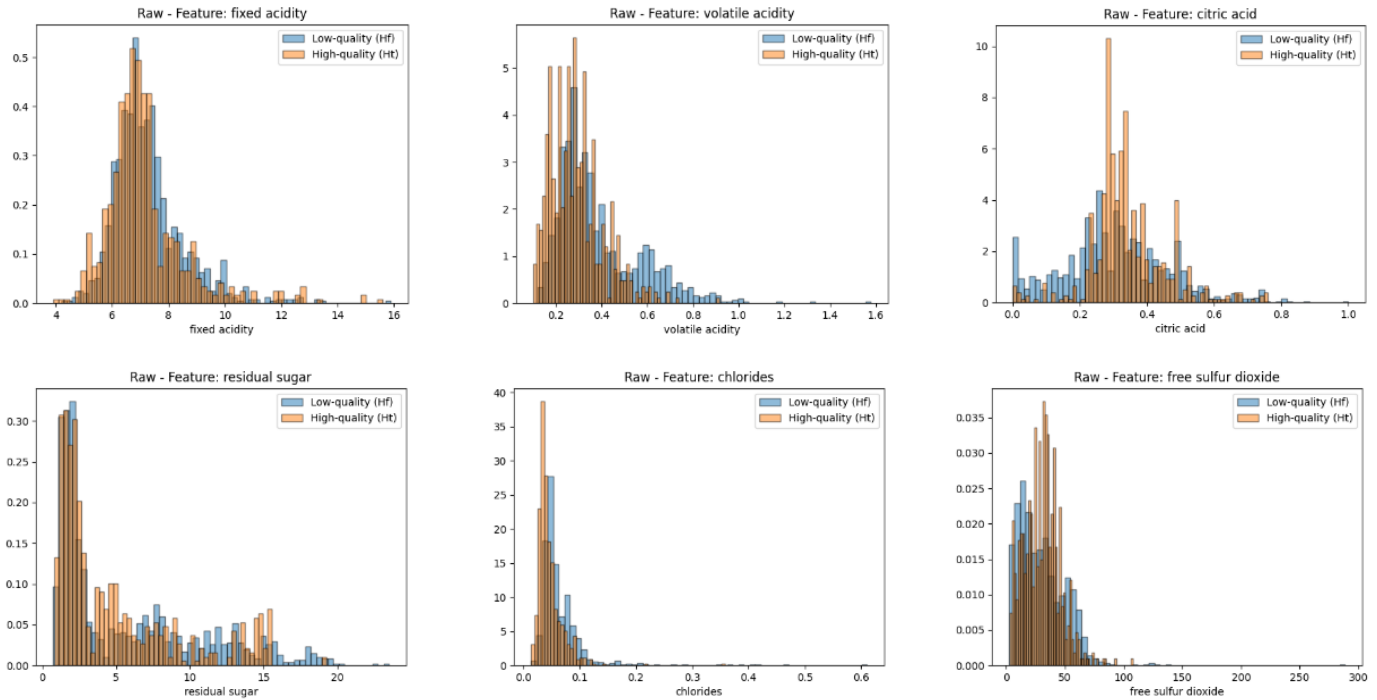 Raw - Feature: fixed acidity
Low-quality (Hf)
High-quality (Ht)
0.5
0.4
0.3
0.2
0.1
0.0
4 6 8 10 12 14 16
fixed acidity
Raw - Feature: volatile acidity
Low-quality (Hf)
High-quality (Ht)
5
4
3
2
1
0
0.2 0.4 0.6 0.8 1.0 1.2 1.4 1.6
volatile acidity
Raw - Feature: citric acid
Low-quality (Hf)
High-quality (Ht)
10
8
6
4
2
0
0.0 0.2 0.4 0.6 0.8 1.0
citric acid
Raw - Feature: residual sugar
Low-quality (Hf)
High-quality (Ht)
0.30
0.25
0.20
0.15
0.10
0.05
0.00
0 5 10 15 20
residual sugar
Raw - Feature: chlorides
Low-quality (Hf)
High-quality (Ht)
40
35
30
25
20
15
10
5
0
0.0 0.1 0.2 0.3 0.4 0.5 0.6
chlorides
Raw - Feature: free sulfur dioxide
Low-quality (Hf)
High-quality (Ht)
0.035
0.030
0.025
0.020
0.015
0.010
0.005
0.000
0 50 100 150 200 250 300
free sulfur dioxide